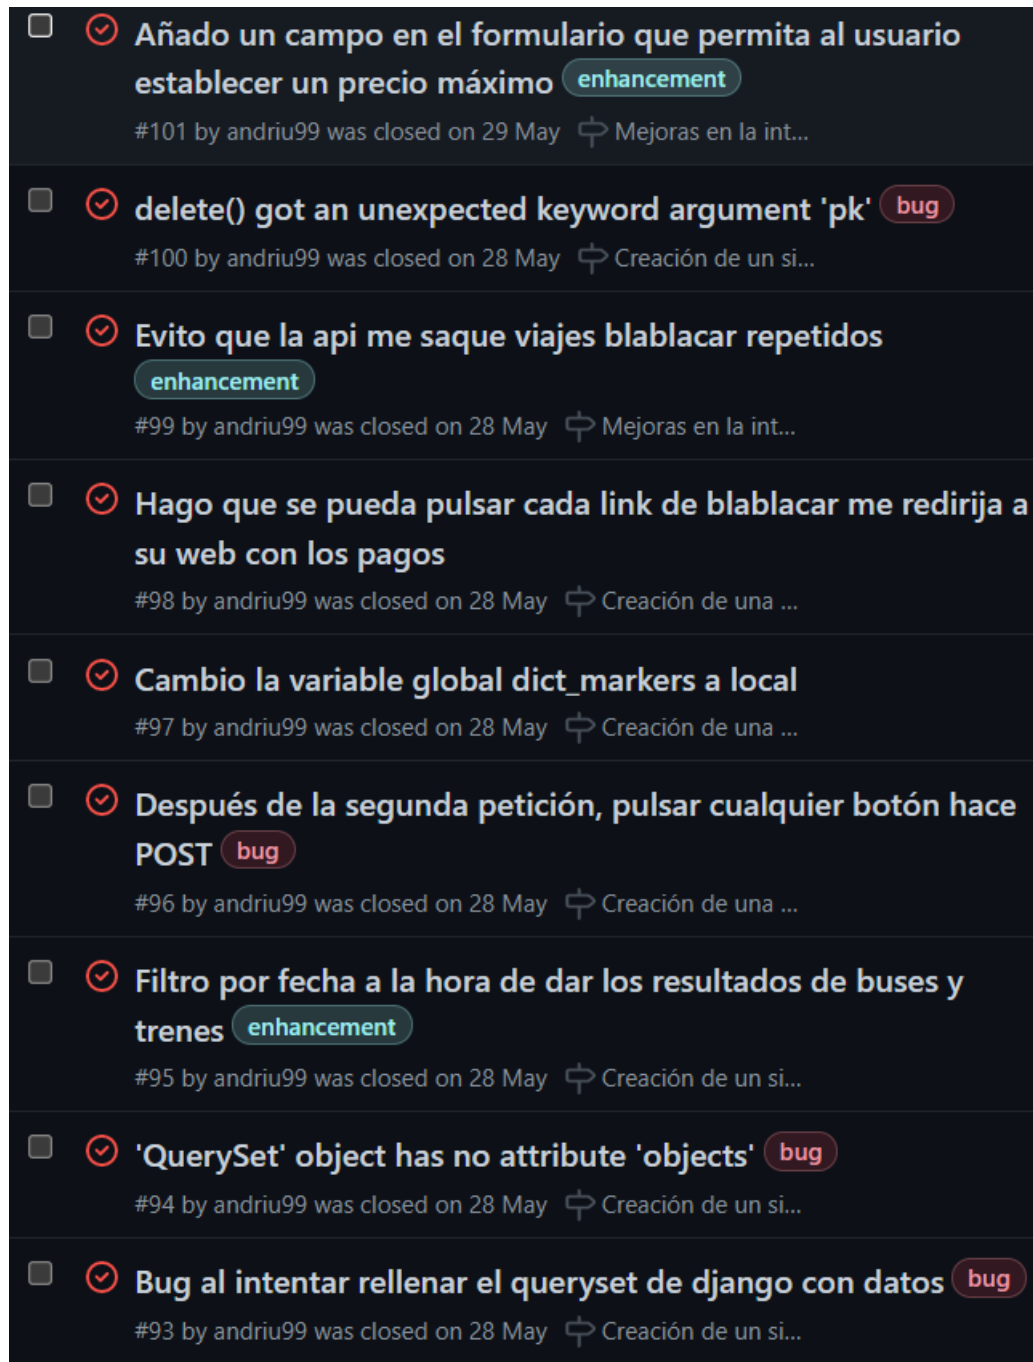 Añado un campo en el formulario que permita al usuario
establecer un precio máximo enhancement
#101 by andriu99 was closed on 29 May Mejoras en la int...
delete() got an unexpected keyword argument 'pk' bug
#100 by andriu99 was closed on 28 May Creación de un si...
Evito que la api me saque viajes blablacar repetidos
enhancement
#99 by andriu99 was closed on 28 May Mejoras en la int...
Hago que se pueda pulsar cada link de blablacar me redirija a
su web con los pagos
#98 by andriu99 was closed on 28 May Creación de una ...
Cambio la variable global dict_markers a local
#97 by andriu99 was closed on 28 May Creación de una ...
Después de la segunda petición, pulsar cualquier botón hace
POST bug
#96 by andriu99 was closed on 28 May Creación de una ...
Filtro por fecha a la hora de dar los resultados de buses y
trenes enhancement
#95 by andriu99 was closed on 28 May Creación de un si...
'QuerySet' object has no attribute 'objects' bug
#94 by andriu99 was closed on 28 May Creación de un si...
Bug al intentar rellenar el queryset de django con datos bug
#93 by andriu99 was closed on 28 May Creación de un si...